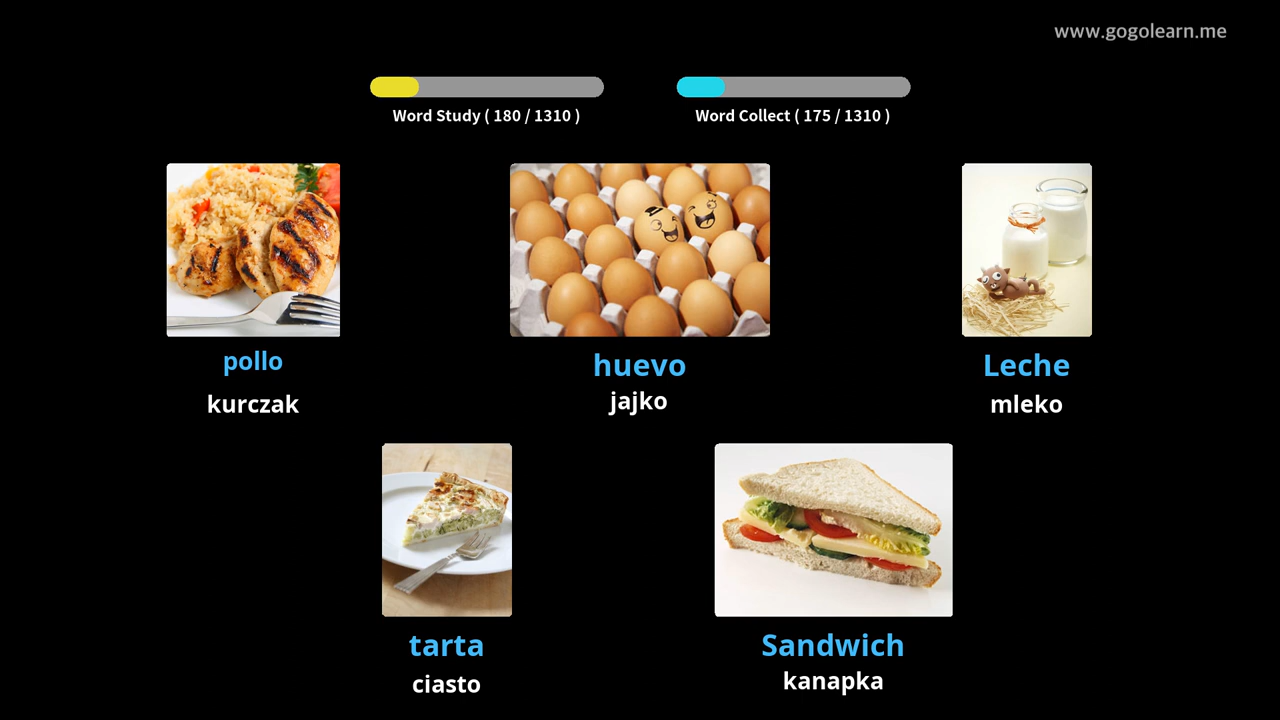 www.gogolearn.me
Word Study ( 180 / 1310 )
Word Collect ( 175 / 1310 )
pollo
kurczak
huevo
jajko
Leche
mleko
tarta
ciasto
Sandwich
kanapka